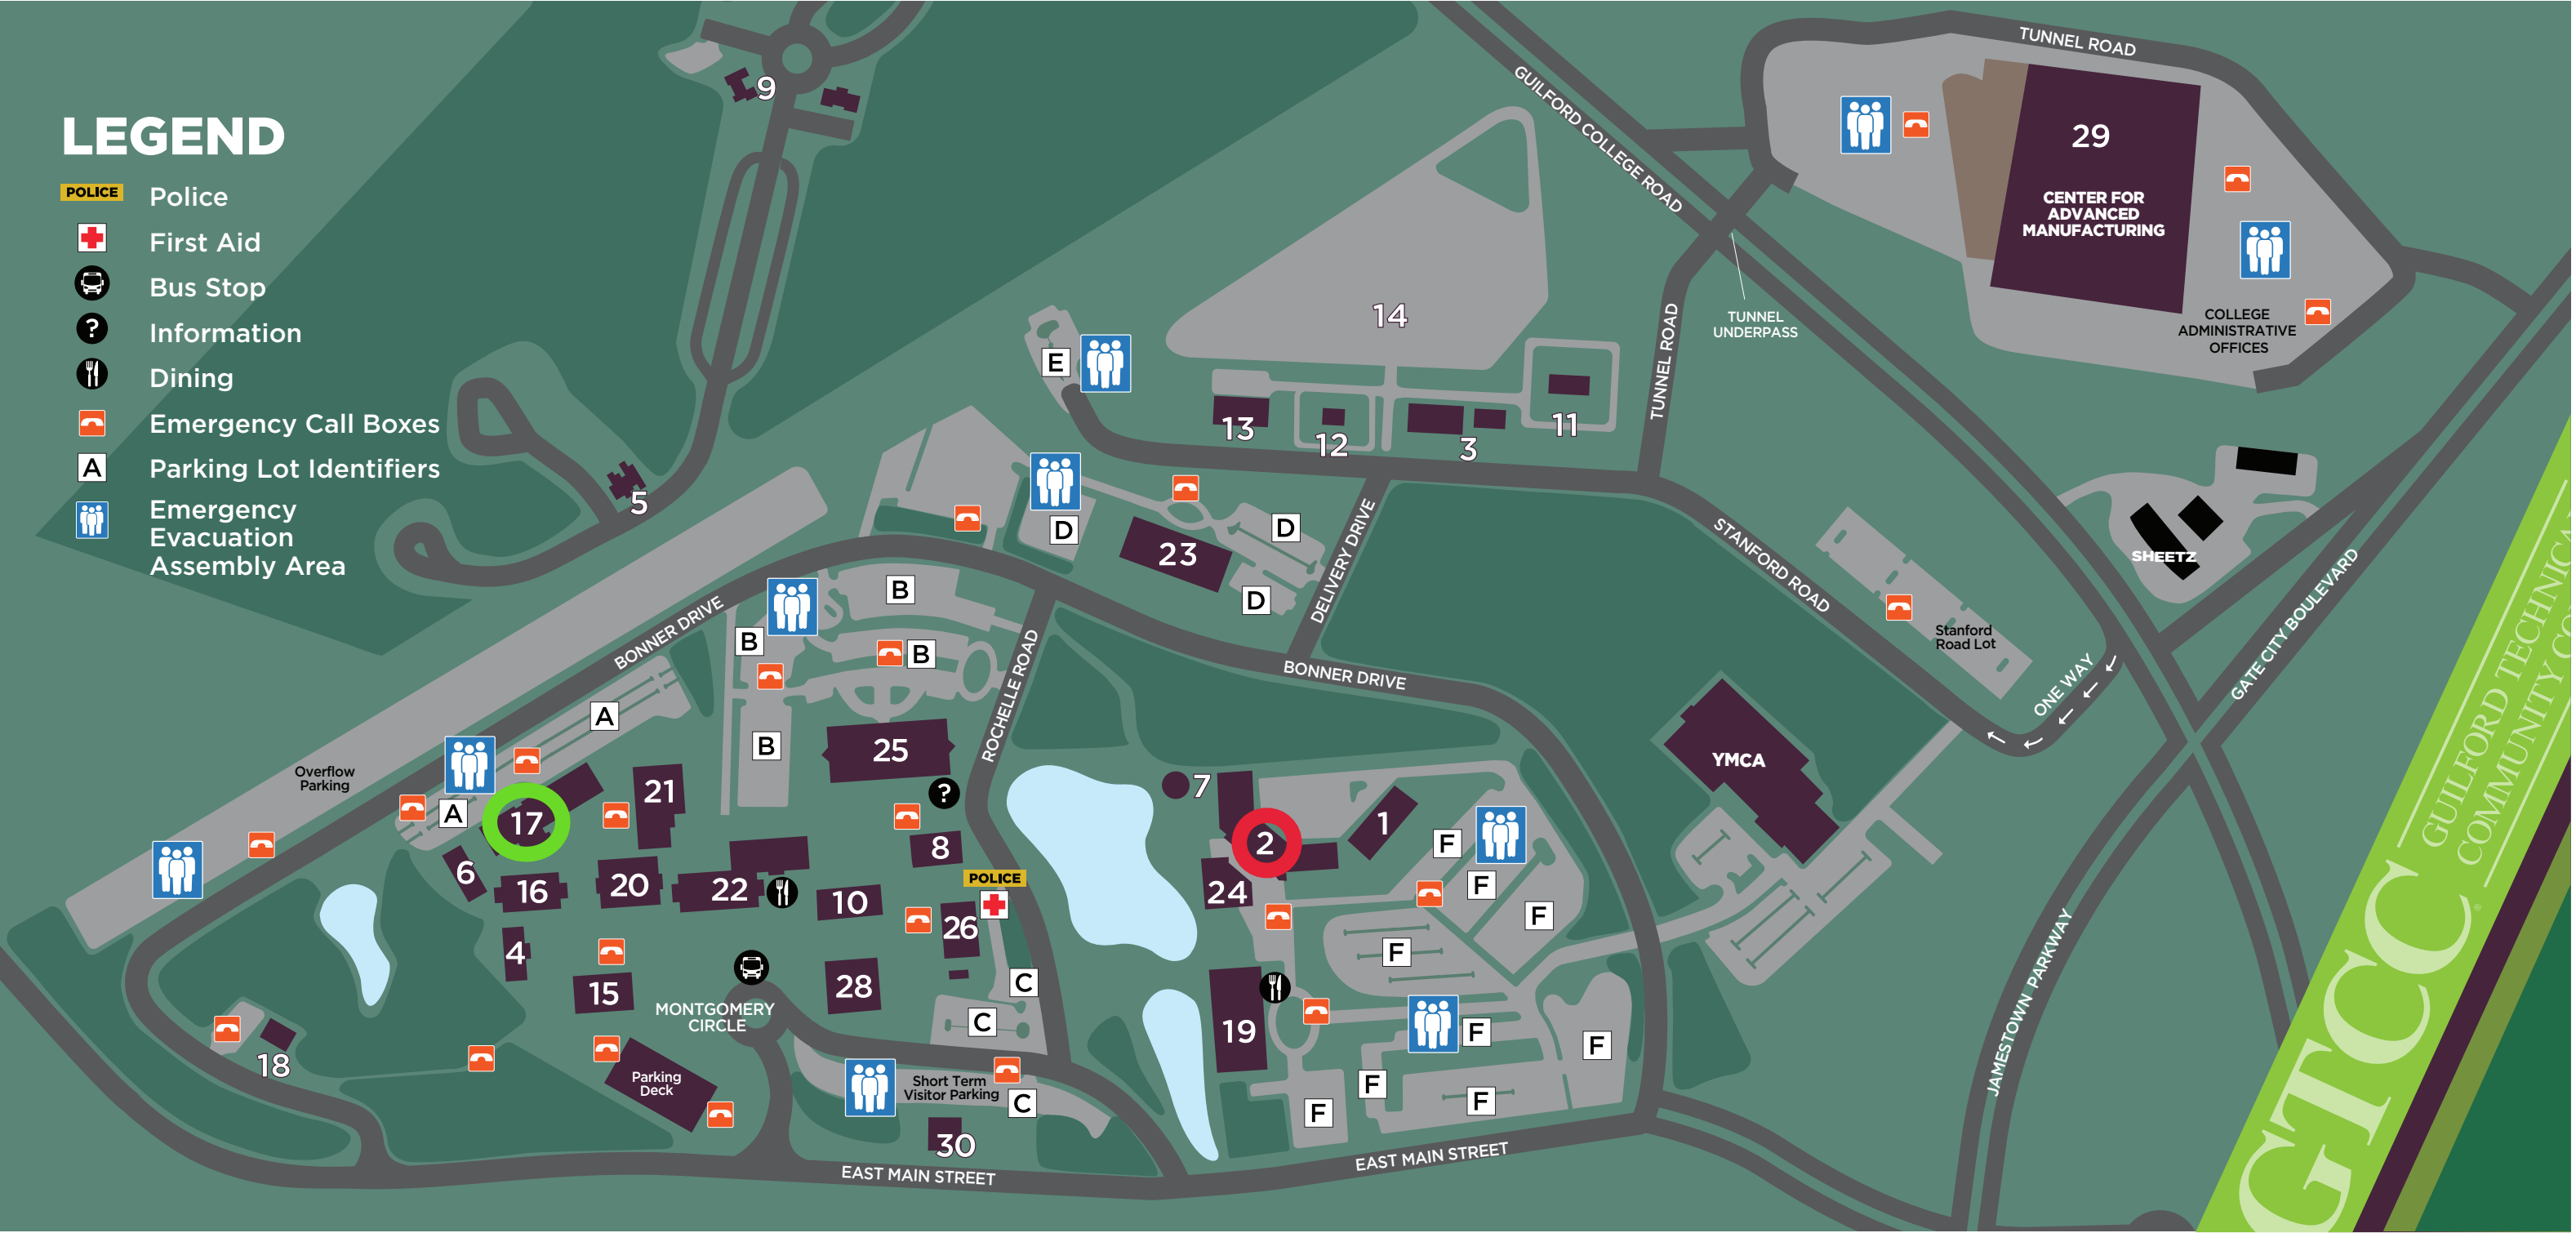 LEGEND
POLICE Police
First Aid
Bus Stop
? Information
Dining
Emergency Call Boxes
A Parking Lot Identifiers
Emergency
Evacuation
Assembly Area
9
5
GUILFORD COLLEGE ROAD
TUNNEL ROAD
29
CENTER FOR
ADVANCED
MANUFACTURING
COLLEGE
ADMINISTRATIVE
OFFICES
TUNNEL
UNDERPASS
TUNNEL ROAD
14
E
13
12
3
11
D
D
D
23
DELIVERY DRIVE
STANFORD ROAD
Stanford
Road Lot
ONE WAY
SHEETZ
GATE CITY BOULEVARD
JAMESTOWN PARKWAY
YMCA
BONNER DRIVE
BONNER DRIVE
ROCHELLE ROAD
B
B
B
B
A
A
Overflow
Parking
25
?
21
17
6
16
20
22
8
10
POLICE
26
4
15
28
MONTGOMERY
CIRCLE
C
C
C
Parking
Deck
18
Short Term
Visitor Parking
30
EAST MAIN STREET
EAST MAIN STREET
7
2
1
24
19
F
F
F
F
F
F
F
F
F
GTCC
GUILFORD